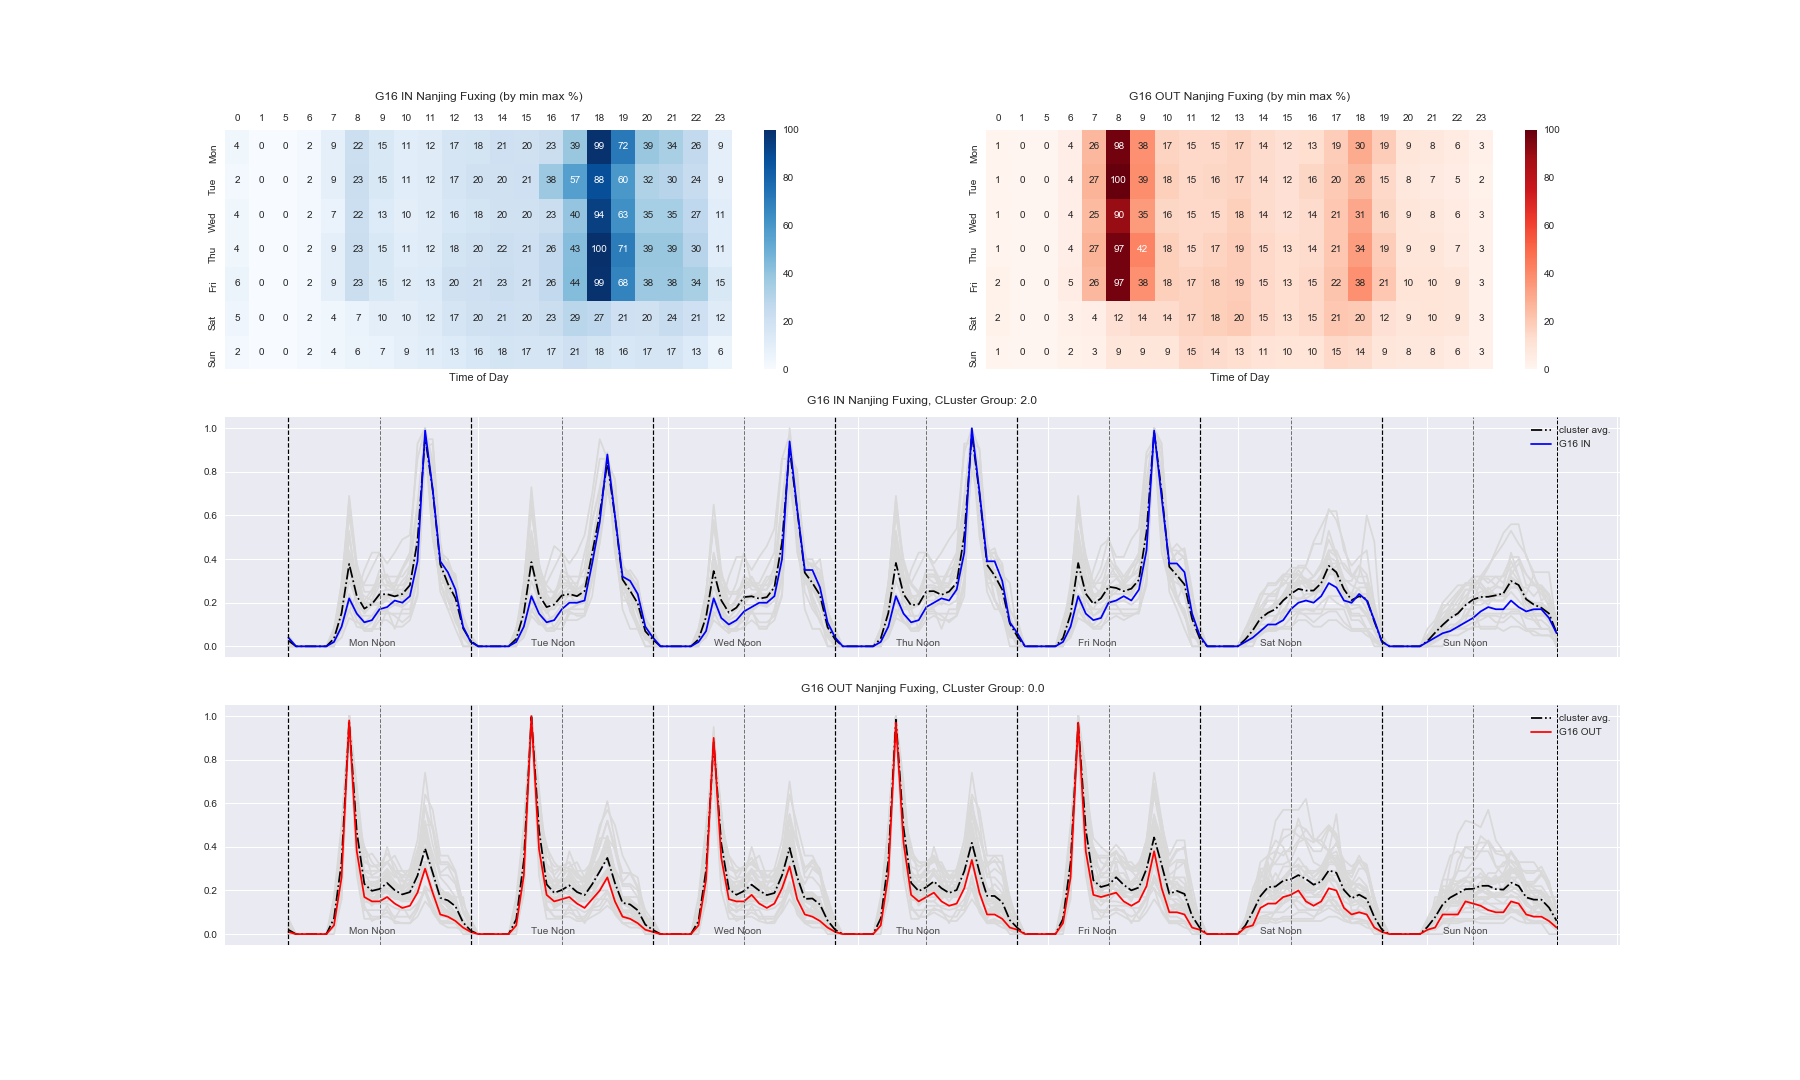 G16 IN Nanjing Fuxing (by min max %)
0 1 5 6 7 8 9 10 11 12 13 14 15 16 17 18 19 20 21 22 23
Mon 4 0 0 2 9 22 15 11 12 17 18 21 20 23 39 99 72 39 34 26 9
Tue 2 0 0 2 9 23 15 11 12 17 20 20 21 38 57 88 60 32 30 24 9
Wed 4 0 0 2 7 22 13 10 12 16 18 20 20 23 40 94 63 35 35 27 11
Thu 4 0 0 2 9 23 15 11 12 18 20 22 21 26 43 100 71 39 39 30 11
Fri 6 0 0 2 9 23 15 12 13 20 21 23 21 26 44 99 68 38 38 34 15
Sat 5 0 0 2 4 7 10 10 12 17 20 21 20 23 29 27 21 20 24 21 12
Sun 2 0 0 2 4 6 7 9 11 13 16 18 17 17 21 18 16 17 17 13 6
Time of Day
100
80
60
40
20
0
G16 OUT Nanjing Fuxing (by min max %)
0 1 5 6 7 8 9 10 11 12 13 14 15 16 17 18 19 20 21 22 23
Mon 1 0 0 4 26 98 38 17 15 15 17 14 12 13 19 30 19 9 8 6 3
Tue 1 0 0 4 27 100 39 18 15 16 17 14 12 16 20 26 15 8 7 5 2
Wed 1 0 0 4 25 90 35 16 15 15 18 14 12 14 21 31 16 9 8 6 3
Thu 1 0 0 4 27 97 42 18 15 17 19 15 13 14 21 34 19 9 9 7 3
Fri 2 0 0 5 26 97 38 18 17 18 19 15 13 15 22 38 21 10 10 9 3
Sat 2 0 0 3 4 12 14 14 17 18 20 15 13 15 21 20 12 9 10 9 3
Sun 1 0 0 2 3 9 9 9 15 14 13 11 10 10 15 14 9 8 8 6 3
Time of Day
100
80
60
40
20
0
G16 IN Nanjing Fuxing, CLuster Group: 2.0
1.0
0.8
0.6
0.4
0.2
0.0
cluster avg.
G16 IN
Mon Noon Tue Noon Wed Noon Thu Noon Fri Noon Sat Noon Sun Noon
G16 OUT Nanjing Fuxing, CLuster Group: 0.0
1.0
0.8
0.6
0.4
0.2
0.0
cluster avg.
G16 OUT
Mon Noon Tue Noon Wed Noon Thu Noon Fri Noon Sat Noon Sun Noon